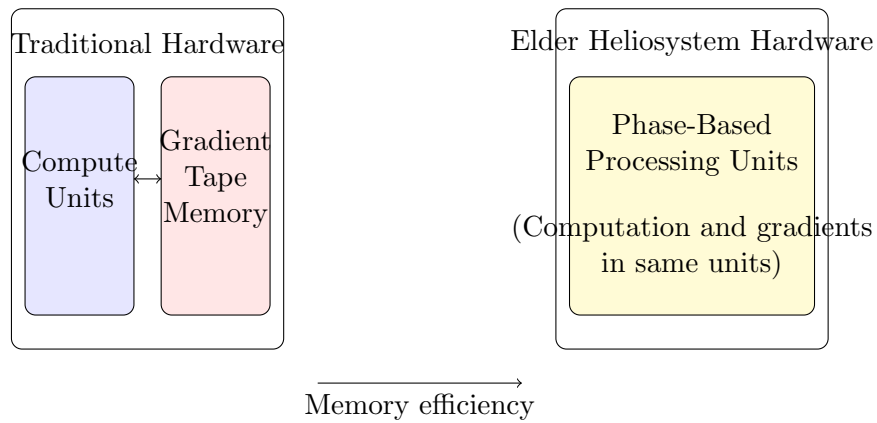 Traditional Hardware
Compute
Units
Gradient
Tape
Memory
Elder Heliosystem Hardware
Phase-Based
Processing Units
(Computation and gradients
in same units)
Memory efficiency